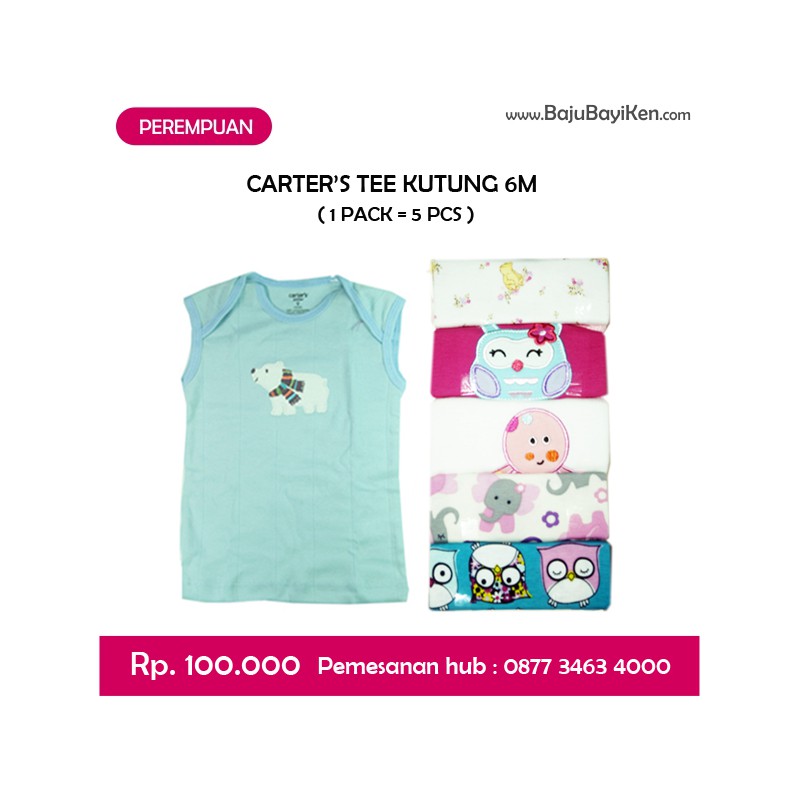 PEREMPUAN
www.BajuBayiKen.com
CARTER'S TEE KUTUNG 6M
( 1 PACK = 5 PCS )
carter's
Rp. 100.000 Pemesanan hub : 0877 3463 4000